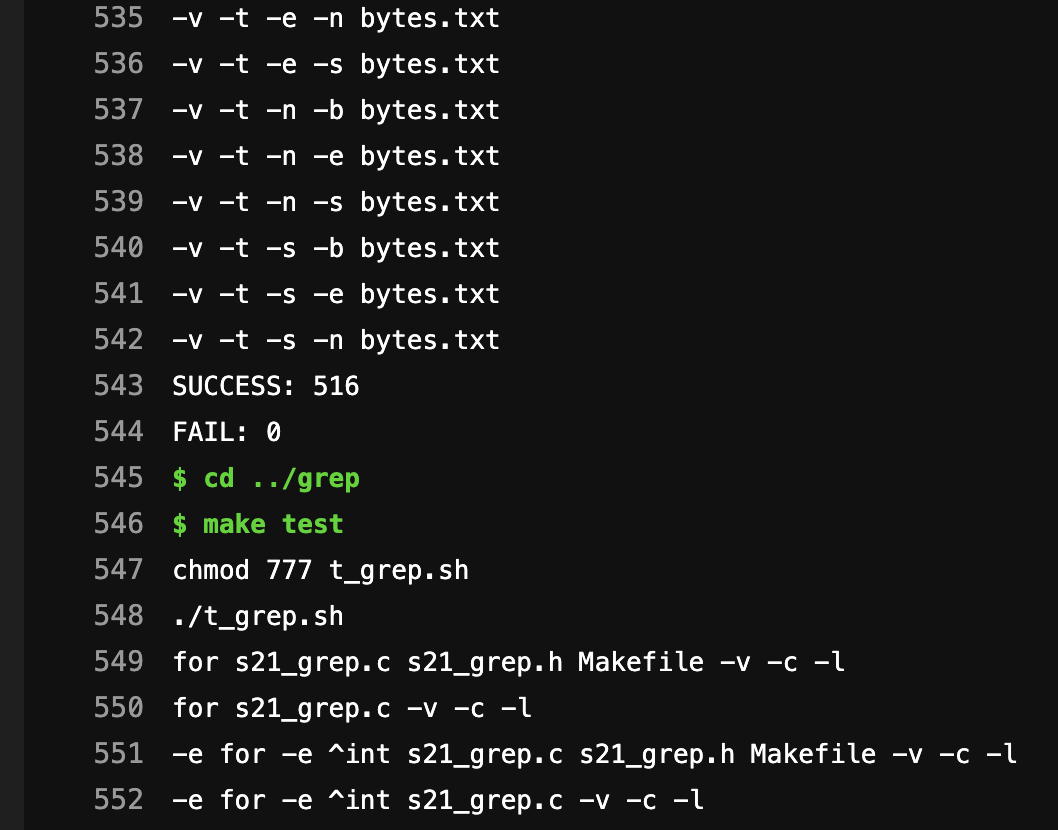 535 -v -t -e -n bytes.txt
536 -v -t -e -s bytes.txt
537 -v -t -n -b bytes.txt
538 -v -t -n -e bytes.txt
539 -v -t -n -s bytes.txt
540 -v -t -s -b bytes.txt
541 -v -t -s -e bytes.txt
542 -v -t -s -n bytes.txt
543 SUCCESS: 516
544 FAIL: 0
545 $ cd ../grep
546 $ make test
547 chmod 777 t_grep.sh
548 ./t_grep.sh
549 for s21_grep.c s21_grep.h Makefile -v -c -l
550 for s21_grep.c -v -c -l
551 -e for -e ^int s21_grep.c s21_grep.h Makefile -v -c -l
552 -e for -e ^int s21_grep.c -v -c -l